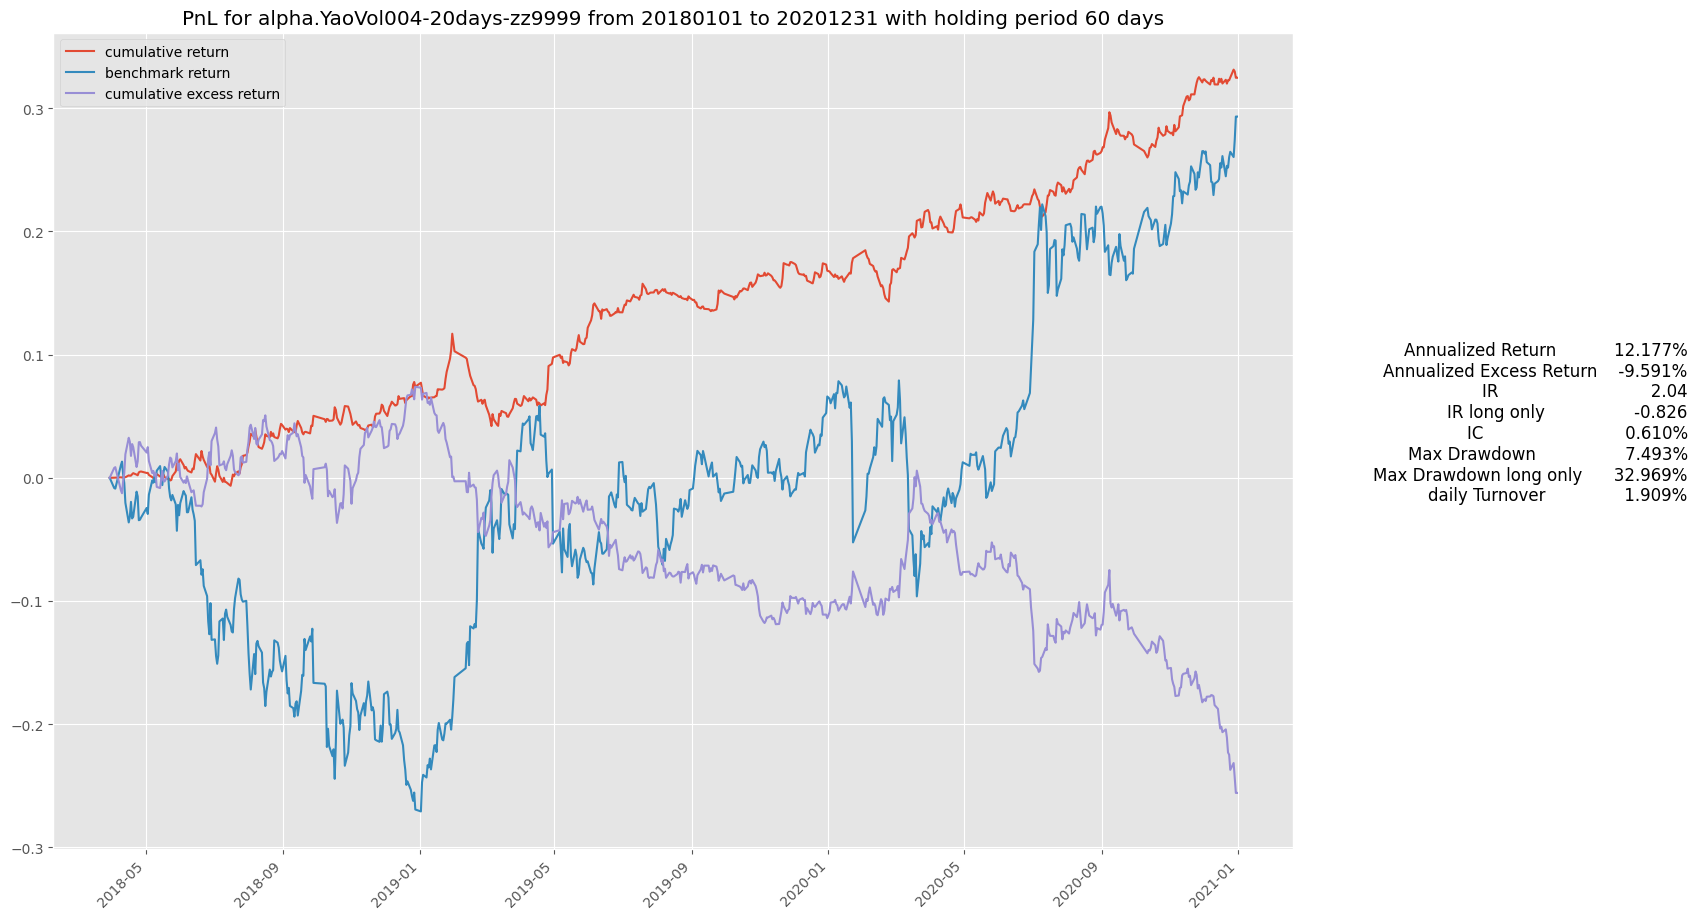 PnL for alpha.YaoVol004-20days-zz9999 from 20180101 to 20201231 with holding period 60 days
cumulative return
benchmark return
cumulative excess return
0.3
0.2
0.1
0.0
−0.1
−0.2
−0.3
2018-05
2018-09
2019-01
2019-05
2019-09
2020-01
2020-05
2020-09
2021-01
Annualized Return 12.177%
Annualized Excess Return -9.591%
IR 2.04
IR long only -0.826
IC 0.610%
Max Drawdown 7.493%
Max Drawdown long only 32.969%
daily Turnover 1.909%